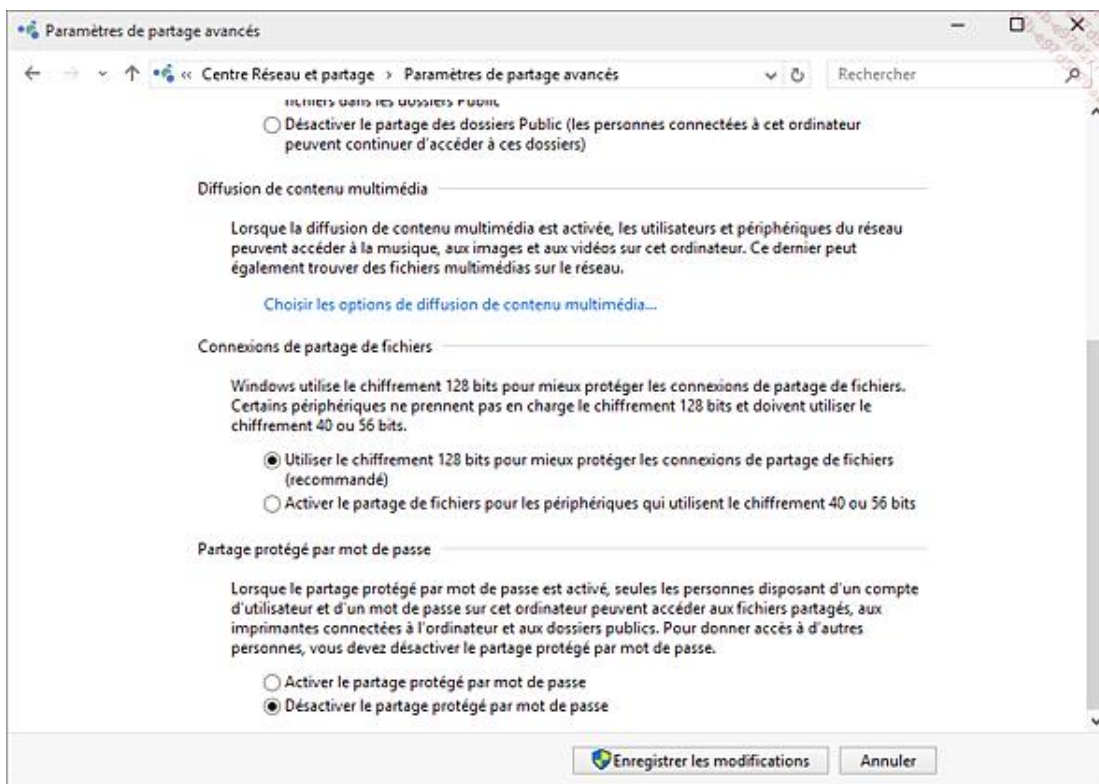 Paramètres de partage avancés
« Centre Réseau et partage › Paramètres de partage avancés
Rechercher
fichiers dans les dossiers Public
Désactiver le partage des dossiers Public (les personnes connectées à cet ordinateur
peuvent continuer d'accéder à ces dossiers)
Diffusion de contenu multimédia
Lorsque la diffusion de contenu multimédia est activée, les utilisateurs et périphériques du réseau
peuvent accéder à la musique, aux images et aux vidéos sur cet ordinateur. Ce dernier peut
également trouver des fichiers multimédias sur le réseau.
Choisir les options de diffusion de contenu multimédia...
Connexions de partage de fichiers
Windows utilise le chiffrement 128 bits pour mieux protéger les connexions de partage de fichiers.
Certains périphériques ne prennent pas en charge le chiffrement 128 bits et doivent utiliser le
chiffrement 40 ou 56 bits.
Utiliser le chiffrement 128 bits pour mieux protéger les connexions de partage de fichiers
(recommandé)
Activer le partage de fichiers pour les périphériques qui utilisent le chiffrement 40 ou 56 bits
Partage protégé par mot de passe
Lorsque le partage protégé par mot de passe est activé, seules les personnes disposant d'un compte
d'utilisateur et d'un mot de passe sur cet ordinateur peuvent accéder aux fichiers partagés, aux
imprimantes connectées à l'ordinateur et aux dossiers publics. Pour donner accès à d'autres
personnes, vous devez désactiver le partage protégé par mot de passe.
Activer le partage protégé par mot de passe
Désactiver le partage protégé par mot de passe
Enregistrer les modifications
Annuler